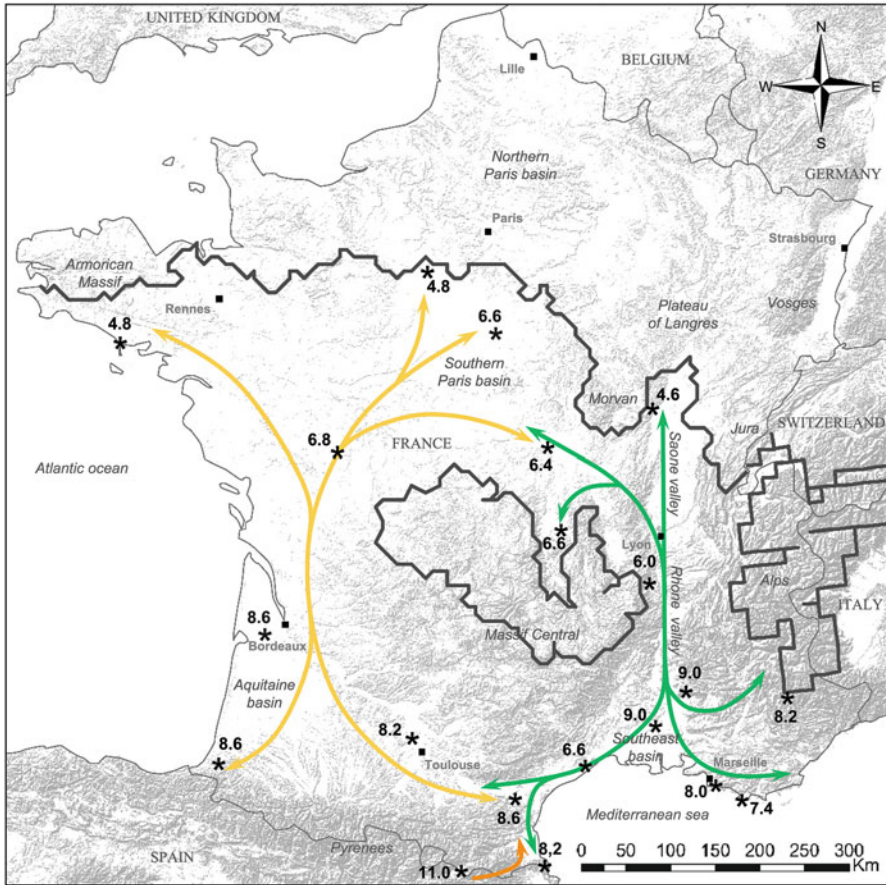 UNITED KINGDOM
N
W E
S
BELGIUM
Lille
Northern
Paris basin
GERMANY
Paris
Strasbourg
Armorican
Massif
4.8
Rennes
Plateau
of Langres
Vosges
4.8
6.6
Southern
Paris basin
Morvan
4.6
SWITZERLAND
Jura
6.8
FRANCE
6.4
Saone valley
Atlantic ocean
6.6
Lyon
6.0
Rhone valley
Alps
ITALY
8.6
Bordeaux
Massif Central
Aquitaine
basin
9.0
8.2
9.0
8.2
Southeast
basin
8.6
Toulouse
6.6
Marseille
8.0
7.4
8.6
Mediterranean sea
Pyrenees
SPAIN
11.0
8,2
0 50 100 150 200 250 300
Km